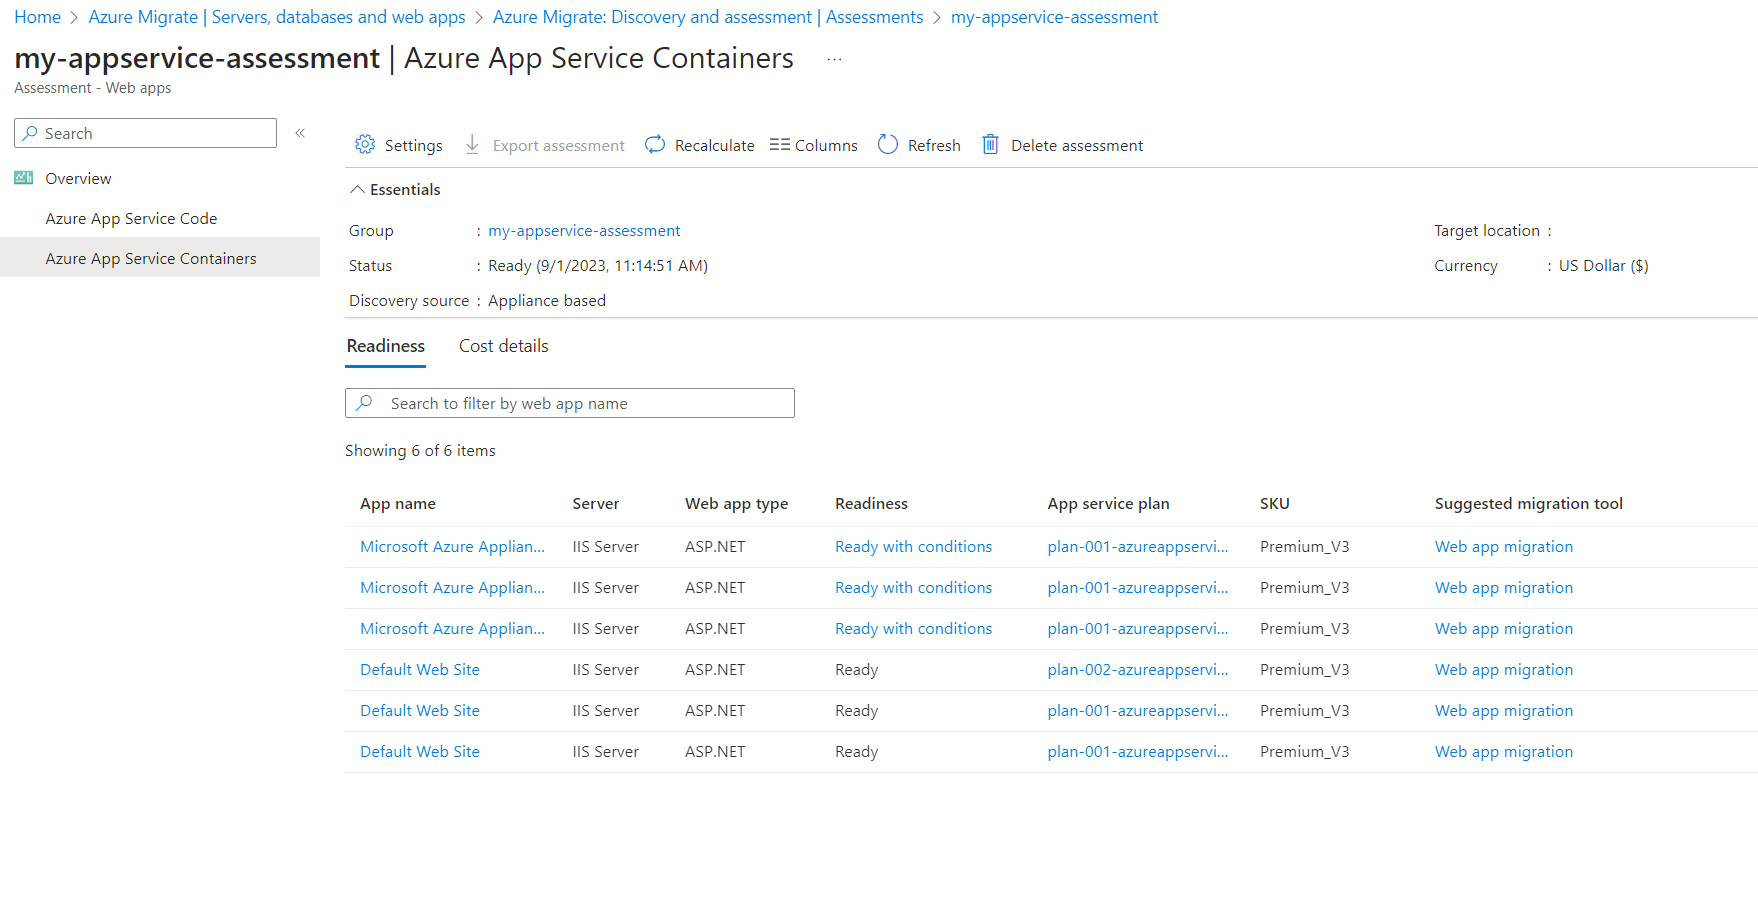 Home > Azure Migrate | Servers, databases and web apps > Azure Migrate: Discovery and assessment | Assessments > my-appservice-assessment
my-appservice-assessment | Azure App Service Containers ...
Assessment - Web apps
Search «
Overview
Azure App Service Code
Azure App Service Containers
Settings Export assessment Recalculate Columns Refresh Delete assessment
Essentials
Group : my-appservice-assessment Target location :
Status : Ready (9/1/2023, 11:14:51 AM) Currency : US Dollar ($)
Discovery source : Appliance based
Readiness Cost details
Search to filter by web app name
Showing 6 of 6 items
App name Server Web app type Readiness App service plan SKU Suggested migration tool
Microsoft Azure Applian... IIS Server ASP.NET Ready with conditions plan-001-azureappservi... Premium_V3 Web app migration
Microsoft Azure Applian... IIS Server ASP.NET Ready with conditions plan-001-azureappservi... Premium_V3 Web app migration
Microsoft Azure Applian... IIS Server ASP.NET Ready with conditions plan-001-azureappservi... Premium_V3 Web app migration
Default Web Site IIS Server ASP.NET Ready plan-002-azureappservi... Premium_V3 Web app migration
Default Web Site IIS Server ASP.NET Ready plan-001-azureappservi... Premium_V3 Web app migration
Default Web Site IIS Server ASP.NET Ready plan-001-azureappservi... Premium_V3 Web app migration